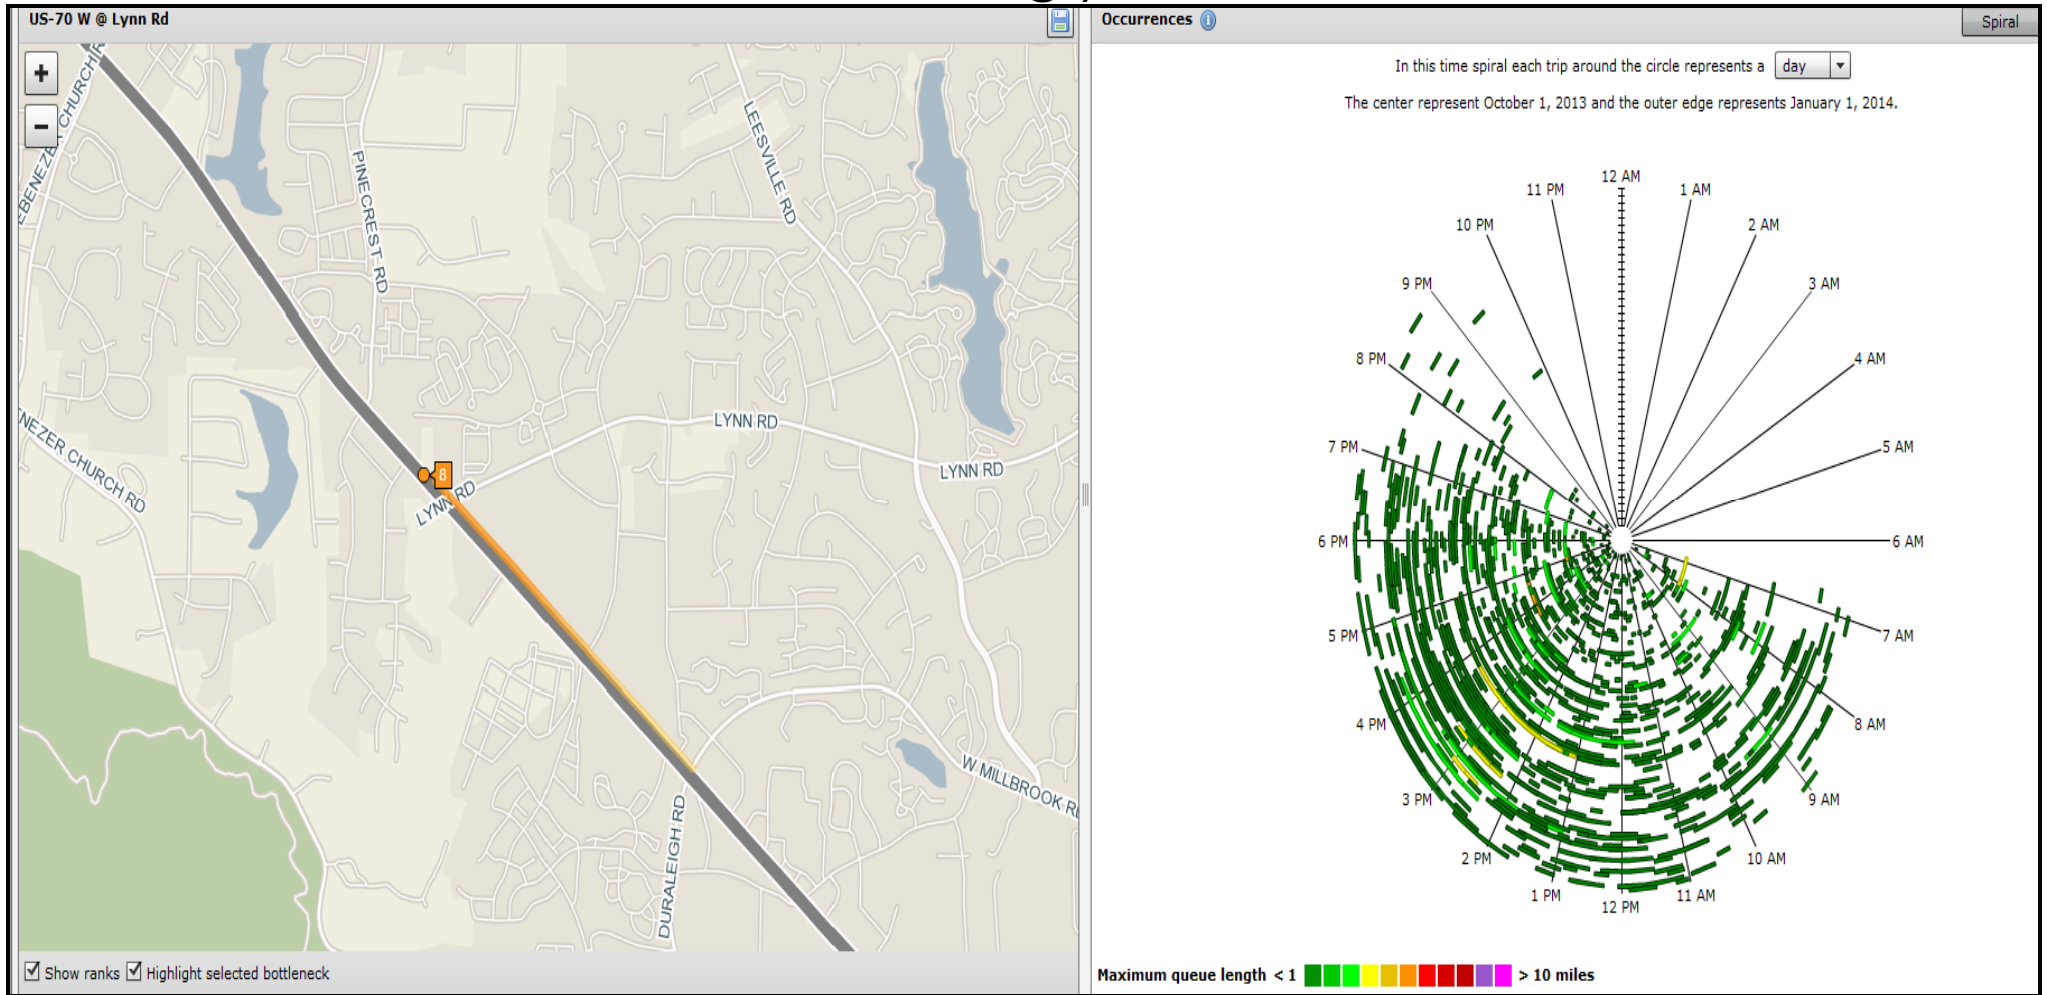 US-70 W @ Lynn Rd
Occurrences
Spiral
In this time spiral each trip around the circle represents a day
The center represent October 1, 2013 and the outer edge represents January 1, 2014.
+
−
EBENEZER CHURCH R
PINECREST RD
LEESVILLE RD
LYNN RD
LYNN RD
LYNN RD
NEZER CHURCH RD
8
W MILLBROOK R
DURALEIGH RD
12 AM
1 AM
2 AM
3 AM
4 AM
5 AM
6 AM
7 AM
8 AM
9 AM
10 AM
11 AM
12 PM
1 PM
2 PM
3 PM
4 PM
5 PM
6 PM
7 PM
8 PM
9 PM
10 PM
11 PM
Show ranks Highlight selected bottleneck
Maximum queue length < 1 > 10 miles